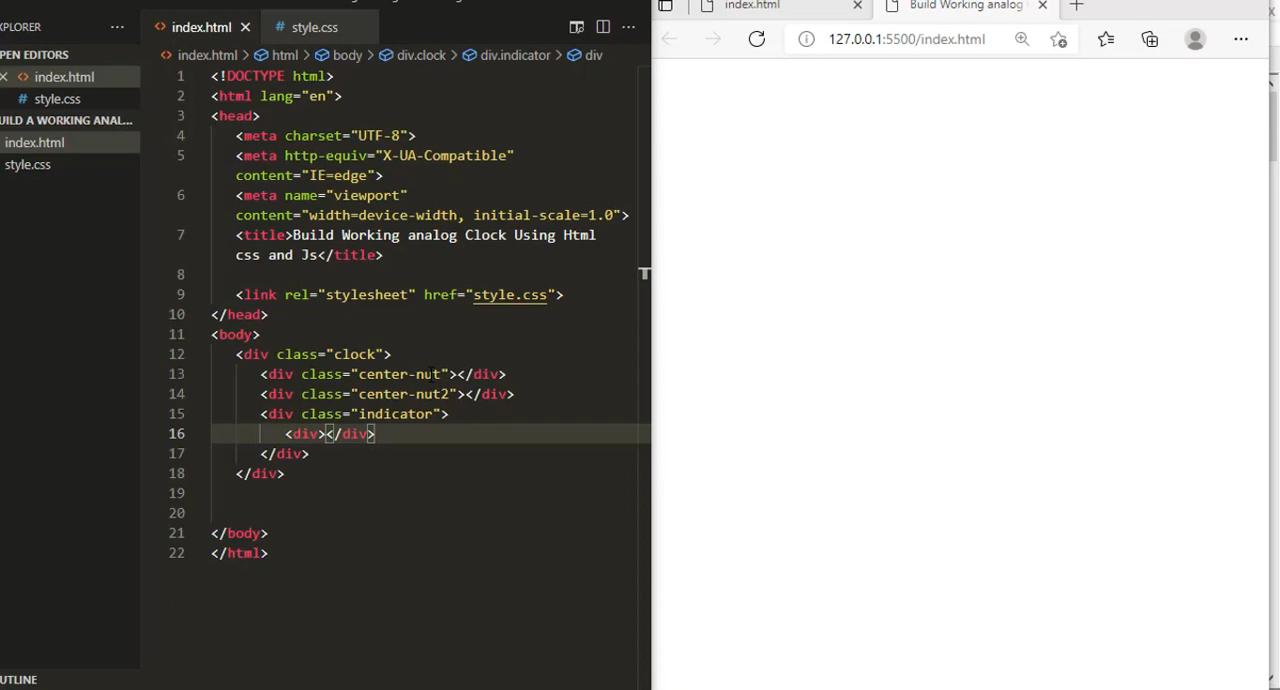 XPLORER
index.html
style.css
index.html
Build Working analog
127.0.0.1:5500/index.html
PEN EDITORS
index.html > html > body > div.clock > div.indicator > div
index.html
style.css
UILD A WORKING ANAL...
index.html
style.css
1 <!DOCTYPE html>
2 <html lang="en">
3 <head>
4 <meta charset="UTF-8">
5 <meta http-equiv="X-UA-Compatible"
content="IE=edge">
6 <meta name="viewport"
content="width=device-width, initial-scale=1.0">
7 <title>Build Working analog Clock Using Html
css and Js</title>
8
9 <link rel="stylesheet" href="style.css">
10 </head>
11 <body>
12 <div class="clock">
13 <div class="center-nut"></div>
14 <div class="center-nut2"></div>
15 <div class="indicator">
16 <div></div>
17 </div>
18 </div>
19
20
21 </body>
22 </html>
UTLINE